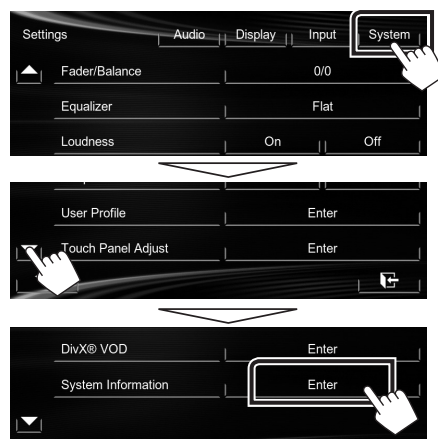 Settings Audio Display Input System
Fader/Balance 0/0
Equalizer Flat
Loudness On Off
User Profile Enter
Touch Panel Adjust Enter
DivX® VOD Enter
System Information Enter